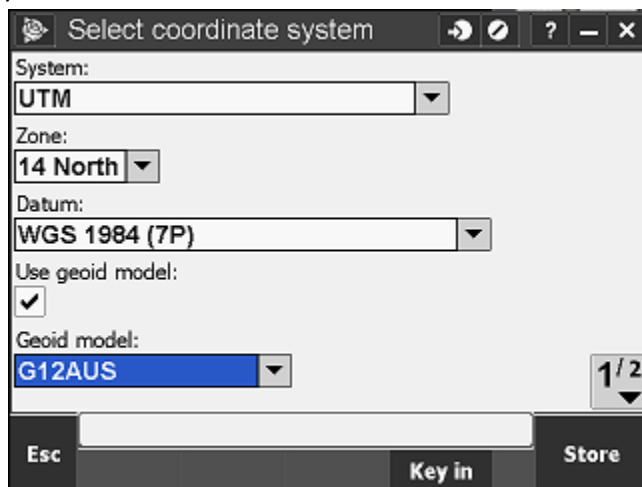 Select coordinate system ? – ×
System:
UTM
Zone:
14 North
Datum:
WGS 1984 (7P)
Use geoid model:
Geoid model:
G12AUS
1/2
Esc
Key in
Store